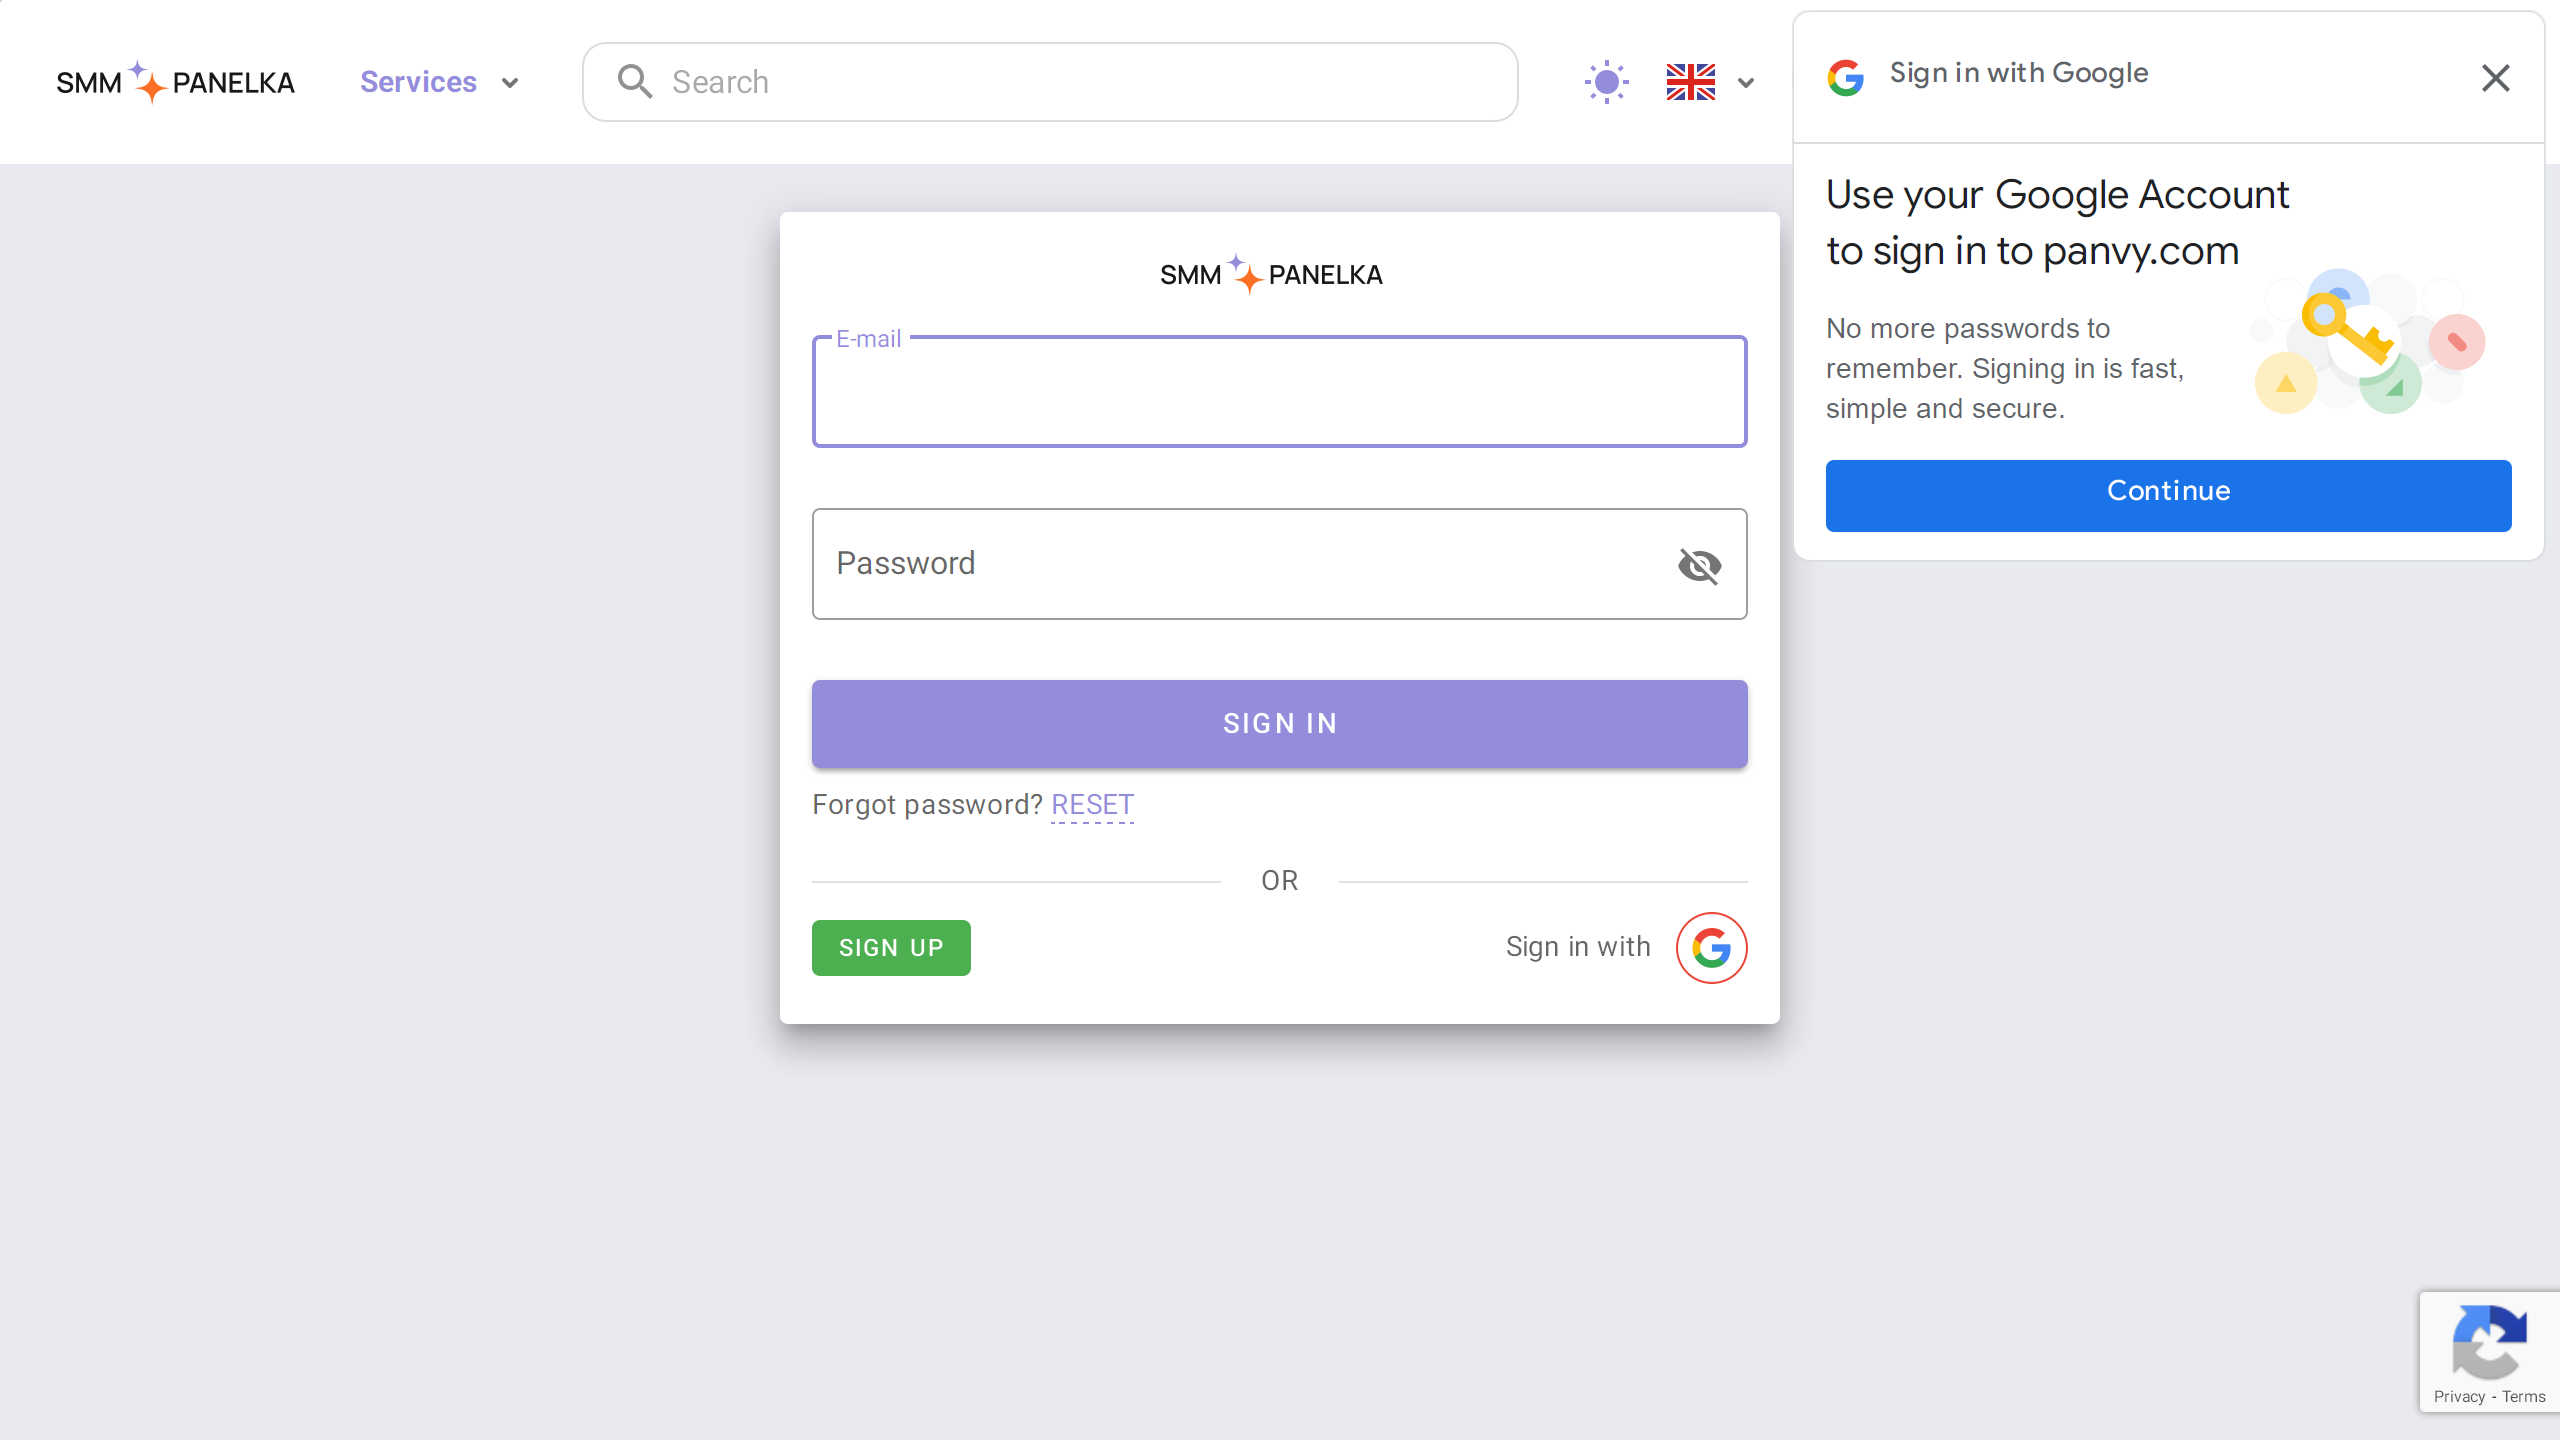 SMM PANELKA
Services
Search
Sign in with Google
Use your Google Account
to sign in to panvy.com
No more passwords to
remember. Signing in is fast,
simple and secure.
Continue
SMM PANELKA
E-mail
Password
SIGN IN
Forgot password? RESET
OR
SIGN UP
Sign in with
Privacy - Terms